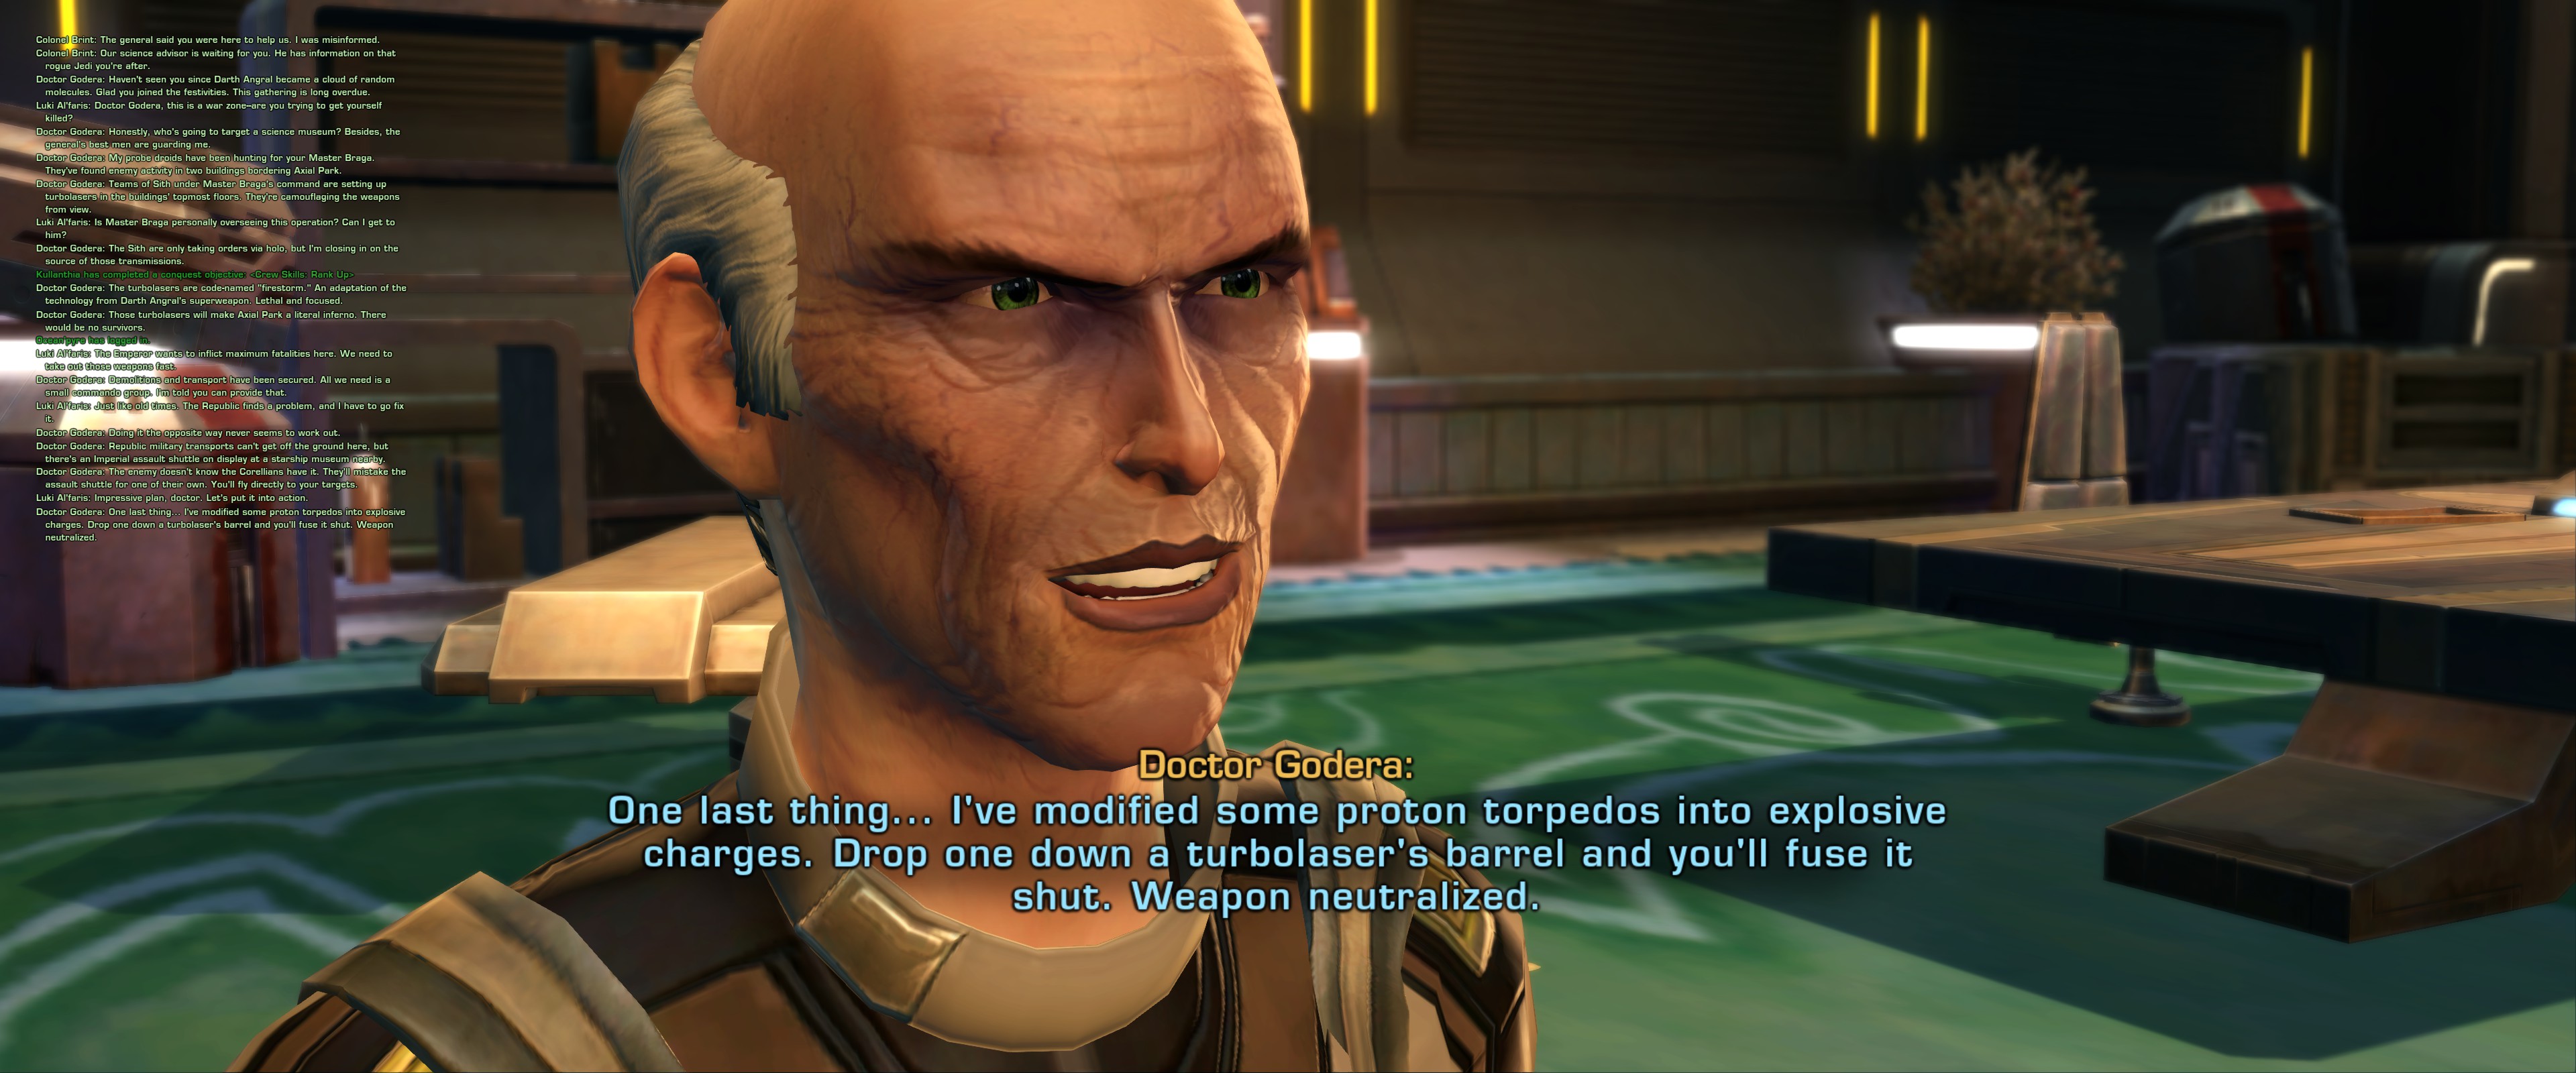 Colonel Brint: The general said you were here to help us. I was misinformed.
Colonel Brint: Our science advisor is waiting for you. He has information on that
rogue Jedi you're after.
Doctor Godera: Haven't seen you since Darth Angral became a cloud of random
molecules. Glad you joined the festivities. This gathering is long overdue.
Luki Al'faris: Doctor Godera, this is a war zone—are you trying to get yourself
killed?
Doctor Godera: Honestly, who's going to target a science museum? Besides, the
general's best men are guarding me.
Doctor Godera: My probe droids have been hunting for your Master Braga.
They've found enemy activity in two buildings bordering Axial Park.
Doctor Godera: Teams of Sith under Master Braga's command are setting up
turbolasers in the buildings' topmost floors. They're camouflaging the weapons
from view.
Luki Al'faris: Is Master Braga personally overseeing this operation? Can I get to
him?
Doctor Godera: The Sith are only taking orders via holo, but I'm closing in on the
source of those transmissions.
Kullanthia has completed a conquest objective: <Crew Skills: Rank Up>
Doctor Godera: The turbolasers are code-named "firestorm." An adaptation of the
technology from Darth Angral's superweapon. Lethal and focused.
Doctor Godera: Those turbolasers will make Axial Park a literal inferno. There
would be no survivors.
has logged in.
Luki Al'faris: The Emperor wants to inflict maximum fatalities here. We need to
take out those weapons fast.
Doctor Godera: Demolitions and transport have been secured. All we need is a
small commando group. I'm told you can provide that.
Luki Al'faris: Just like old times. The Republic finds a problem, and I have to go fix
it.
Doctor Godera: Doing it the opposite way never seems to work out.
Doctor Godera: Republic military transports can't get off the ground here, but
there's an Imperial assault shuttle on display at a starship museum nearby.
Doctor Godera: The enemy doesn't know the Corellians have it. They'll mistake the
assault shuttle for one of their own. You'll fly directly to your targets.
Luki Al'faris: Impressive plan, doctor. Let's put it into action.
Doctor Godera: One last thing... I've modified some proton torpedos into explosive
charges. Drop one down a turbolaser's barrel and you'll fuse it shut. Weapon
neutralized.
Doctor Godera:
One last thing... I've modified some proton torpedos into explosive
charges. Drop one down a turbolaser's barrel and you'll fuse it
shut. Weapon neutralized.